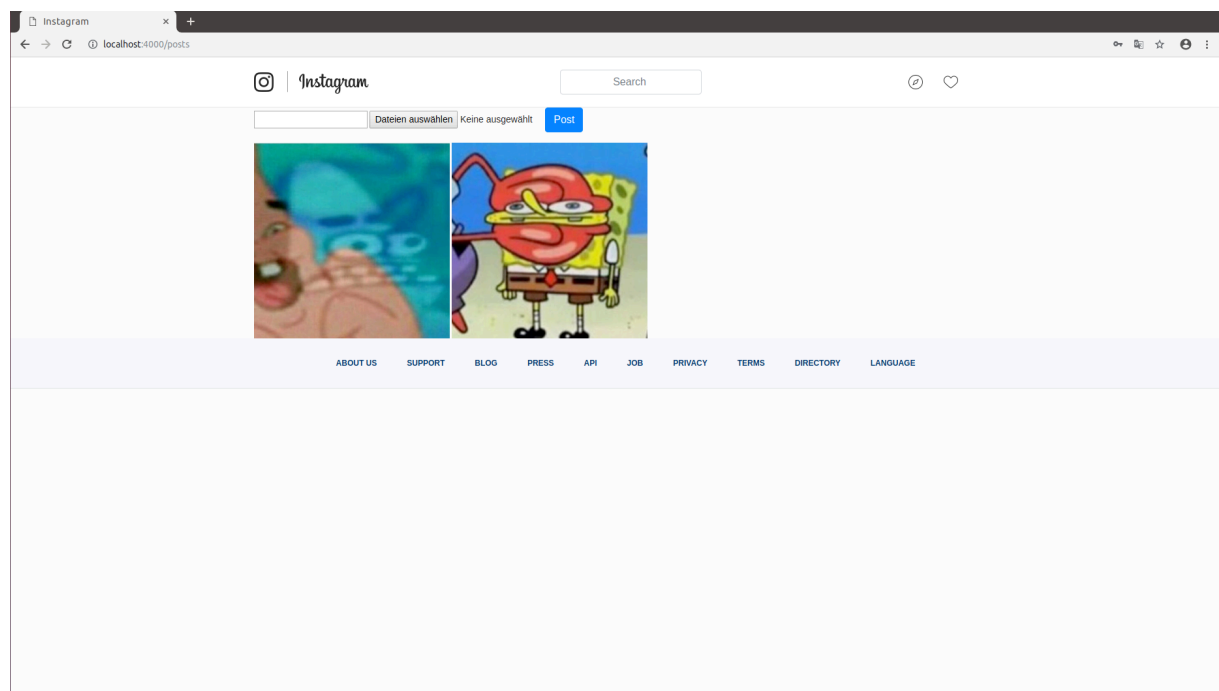 Instagram
localhost:4000/posts
Instagram Search
Dateien auswählen Keine ausgewählt Post
ABOUT US SUPPORT BLOG PRESS API JOB PRIVACY TERMS DIRECTORY LANGUAGE